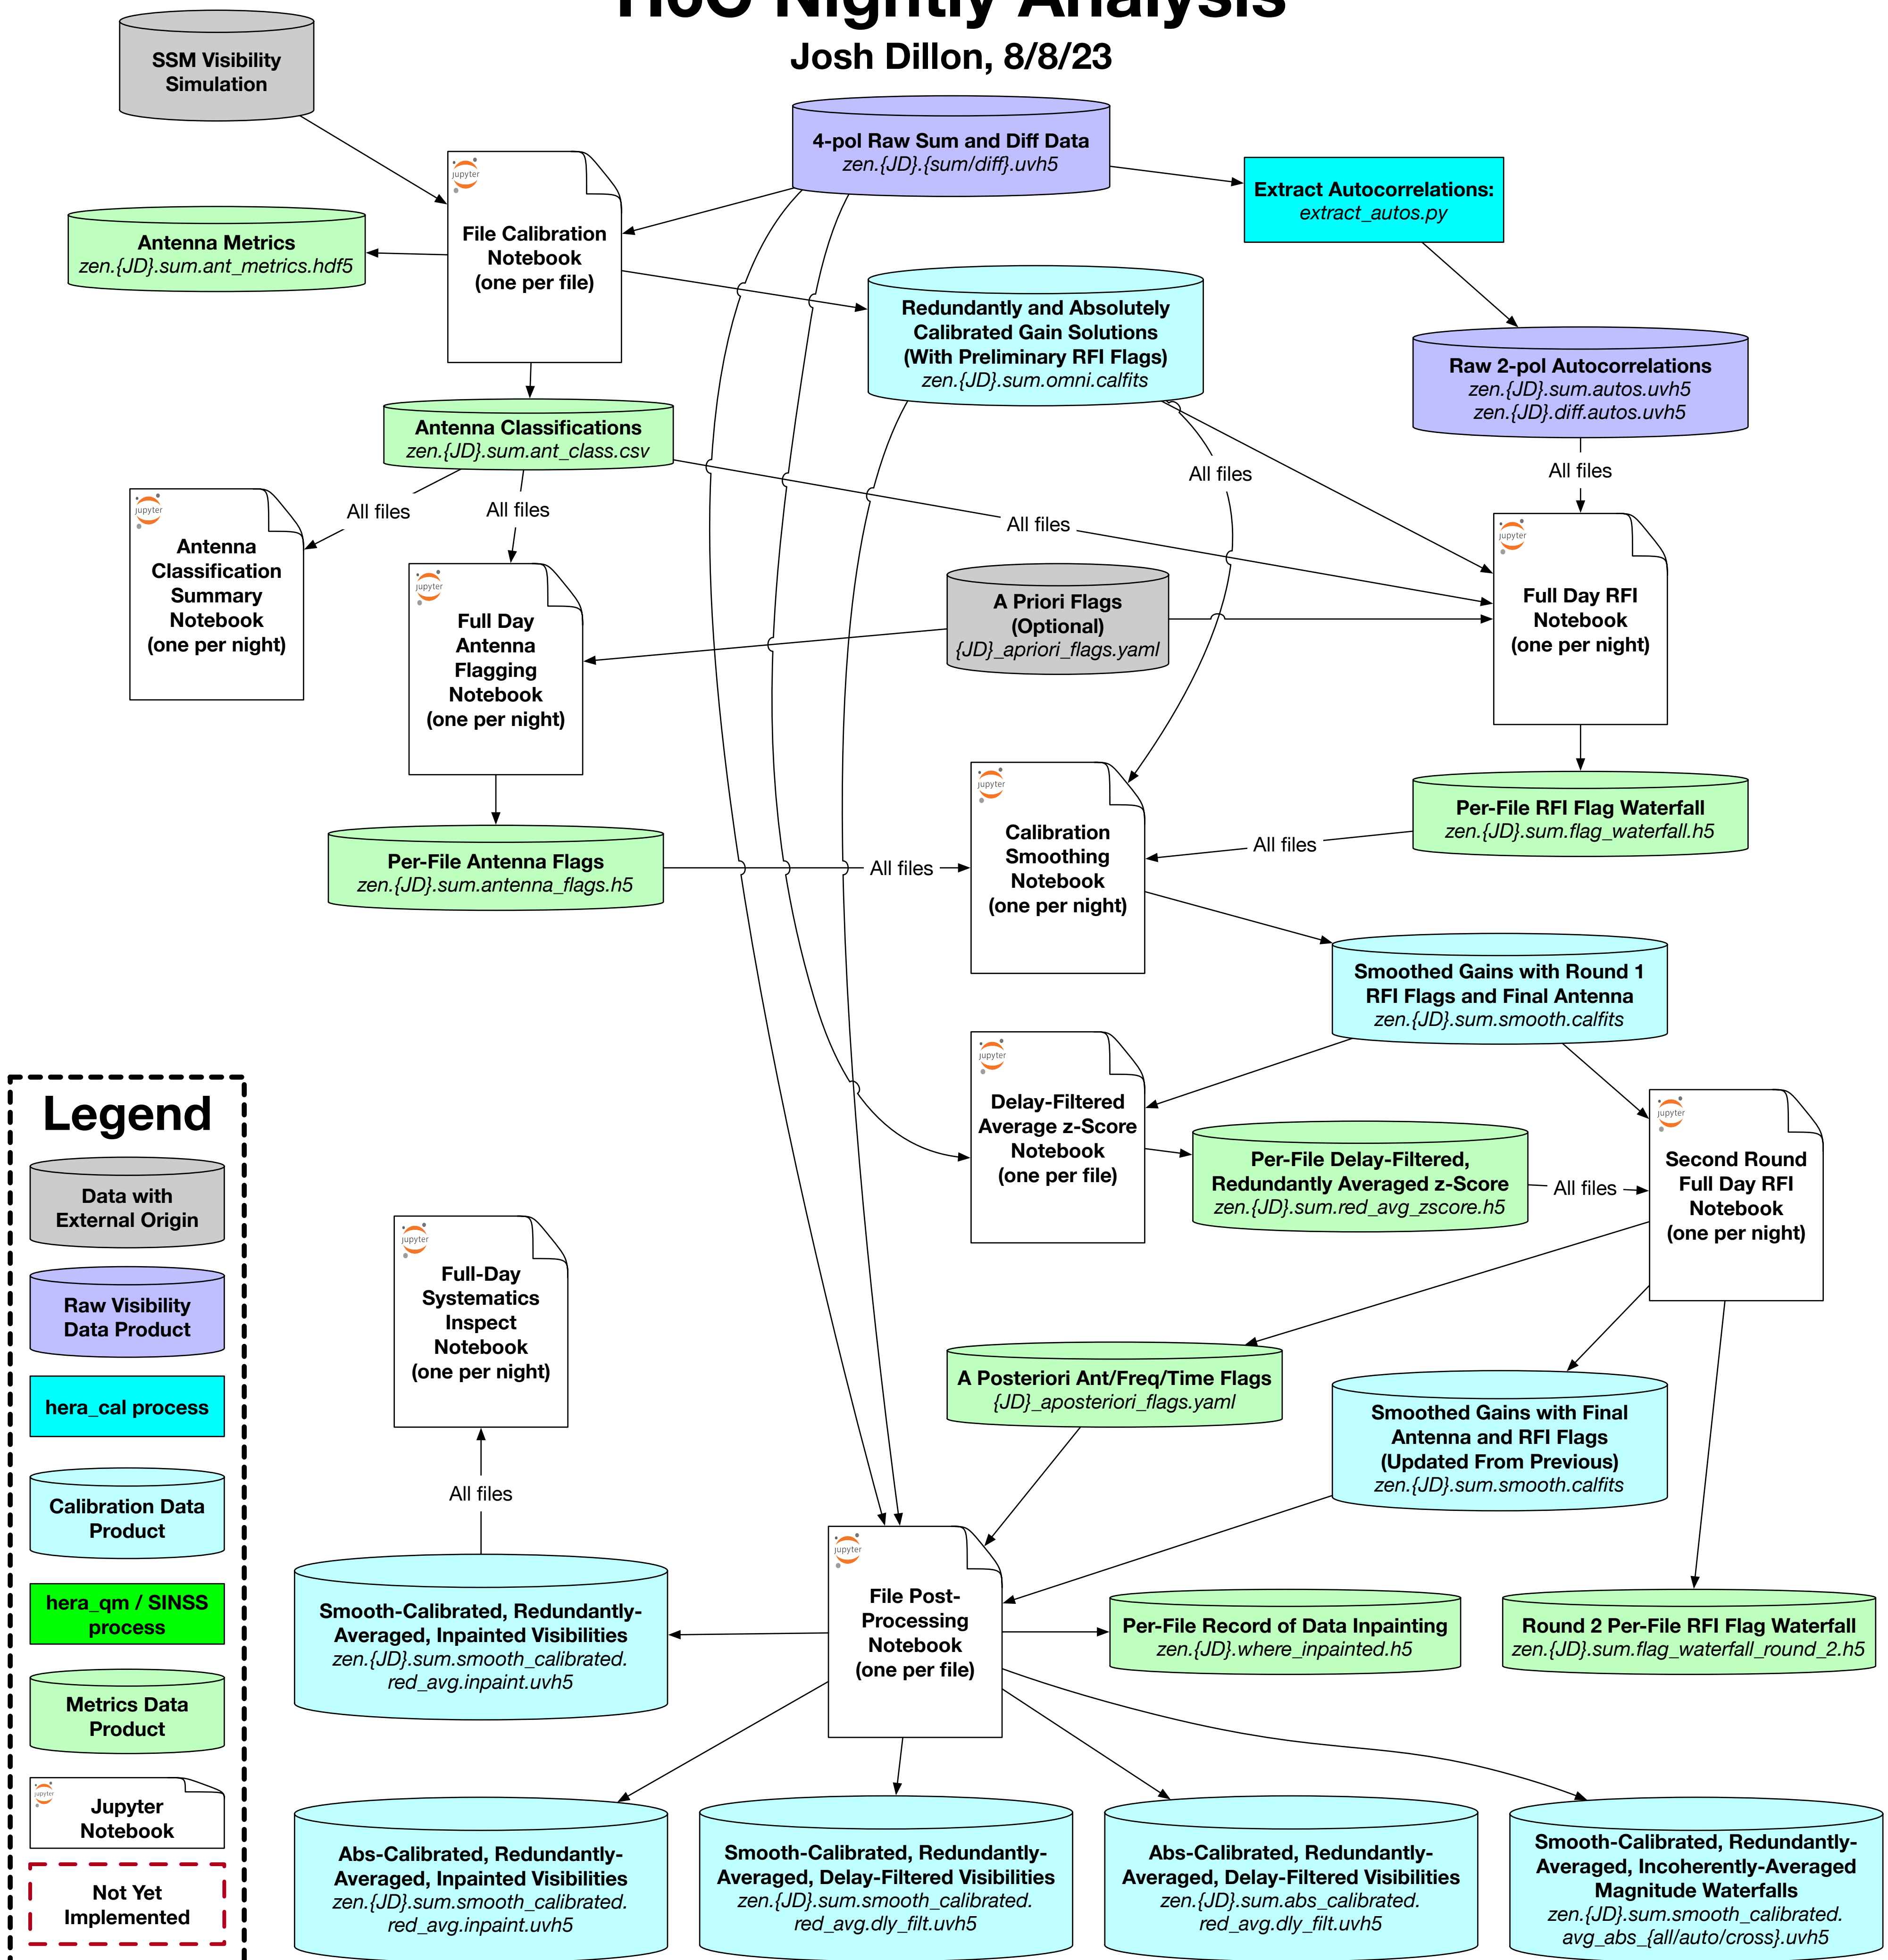 H6C Nightly Analysis
Josh Dillon, 8/8/23
SSM Visibility
Simulation
4-pol Raw Sum and Diff Data
zen.{JD}.{sum/diff}.uvh5
Extract Autocorrelations:
extract_autos.py
jupyter
File Calibration
Notebook
(one per file)
Antenna Metrics
zen.{JD}.sum.ant_metrics.hdf5
Redundantly and Absolutely
Calibrated Gain Solutions
(With Preliminary RFI Flags)
zen.{JD}.sum.omni.calfits
Raw 2-pol Autocorrelations
zen.{JD}.sum.autos.uvh5
zen.{JD}.diff.autos.uvh5
Antenna Classifications
zen.{JD}.sum.ant_class.csv
All files
All files
All files
All files
All files
jupyter
Antenna
Classification
Summary
Notebook
(one per night)
jupyter
Full Day
Antenna
Flagging
Notebook
(one per night)
A Priori Flags
(Optional)
{JD}_apriori_flags.yaml
jupyter
Full Day RFI
Notebook
(one per night)
jupyter
Calibration
Smoothing
Notebook
(one per night)
Per-File RFI Flag Waterfall
zen.{JD}.sum.flag_waterfall.h5
All files
Per-File Antenna Flags
zen.{JD}.sum.antenna_flags.h5
All files
Smoothed Gains with Round 1
RFI Flags and Final Antenna
zen.{JD}.sum.smooth.calfits
jupyter
Delay-Filtered
Average z-Score
Notebook
(one per file)
Per-File Delay-Filtered,
Redundantly Averaged z-Score
zen.{JD}.sum.red_avg_zscore.h5
All files
jupyter
Second Round
Full Day RFI
Notebook
(one per night)
jupyter
Full-Day
Systematics
Inspect
Notebook
(one per night)
All files
A Posteriori Ant/Freq/Time Flags
{JD}_aposteriori_flags.yaml
Smoothed Gains with Final
Antenna and RFI Flags
(Updated From Previous)
zen.{JD}.sum.smooth.calfits
Smooth-Calibrated, Redundantly-
Averaged, Inpainted Visibilities
zen.{JD}.sum.smooth_calibrated.
red_avg.inpaint.uvh5
jupyter
File Post-
Processing
Notebook
(one per file)
Per-File Record of Data Inpainting
zen.{JD}.where_inpainted.h5
Round 2 Per-File RFI Flag Waterfall
zen.{JD}.sum.flag_waterfall_round_2.h5
Abs-Calibrated, Redundantly-
Averaged, Inpainted Visibilities
zen.{JD}.sum.smooth_calibrated.
red_avg.inpaint.uvh5
Smooth-Calibrated, Redundantly-
Averaged, Delay-Filtered Visibilities
zen.{JD}.sum.smooth_calibrated.
red_avg.dly_filt.uvh5
Abs-Calibrated, Redundantly-
Averaged, Delay-Filtered Visibilities
zen.{JD}.sum.abs_calibrated.
red_avg.dly_filt.uvh5
Smooth-Calibrated, Redundantly-
Averaged, Incoherently-Averaged
Magnitude Waterfalls
zen.{JD}.sum.smooth_calibrated.
avg_abs_{all/auto/cross}.uvh5
Legend
Data with
External Origin
Raw Visibility
Data Product
hera_cal process
Calibration Data
Product
hera_qm / SINSS
process
Metrics Data
Product
jupyter
Jupyter
Notebook
Not Yet
Implemented